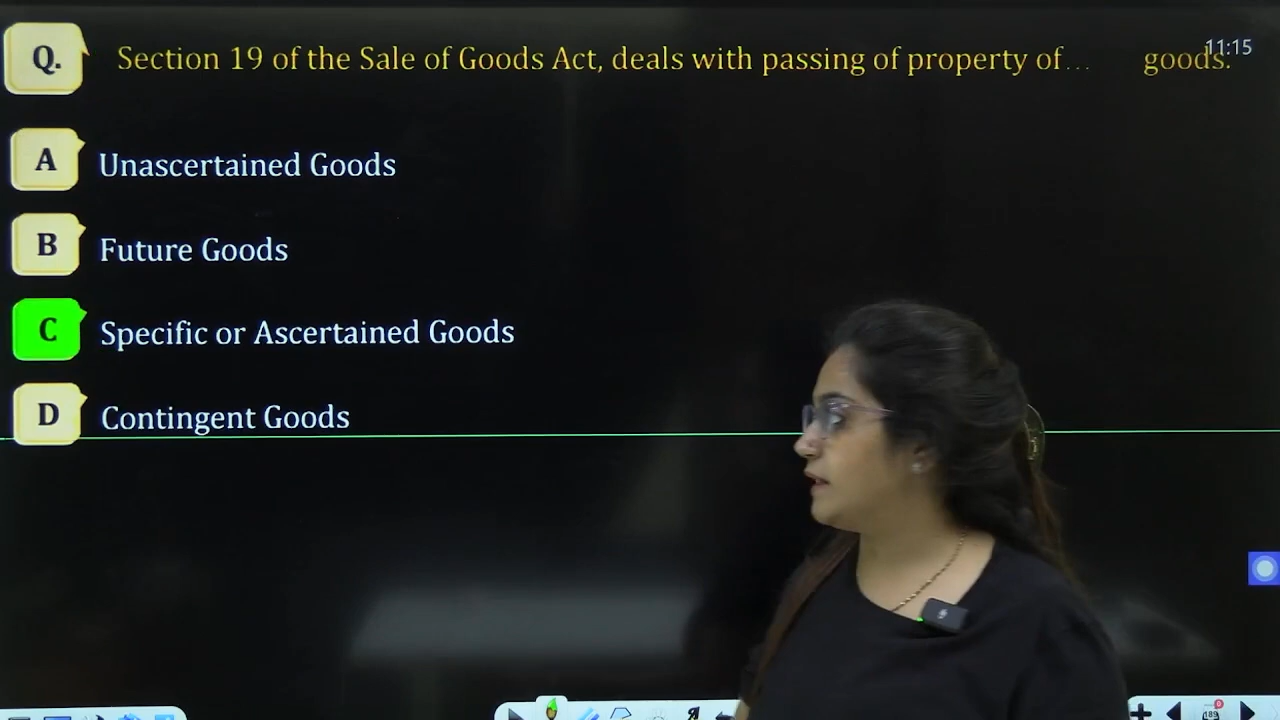 11:15
Q. Section 19 of the Sale of Goods Act, deals with passing of property of... goods.
A Unascertained Goods
B Future Goods
C Specific or Ascertained Goods
D Contingent Goods
189